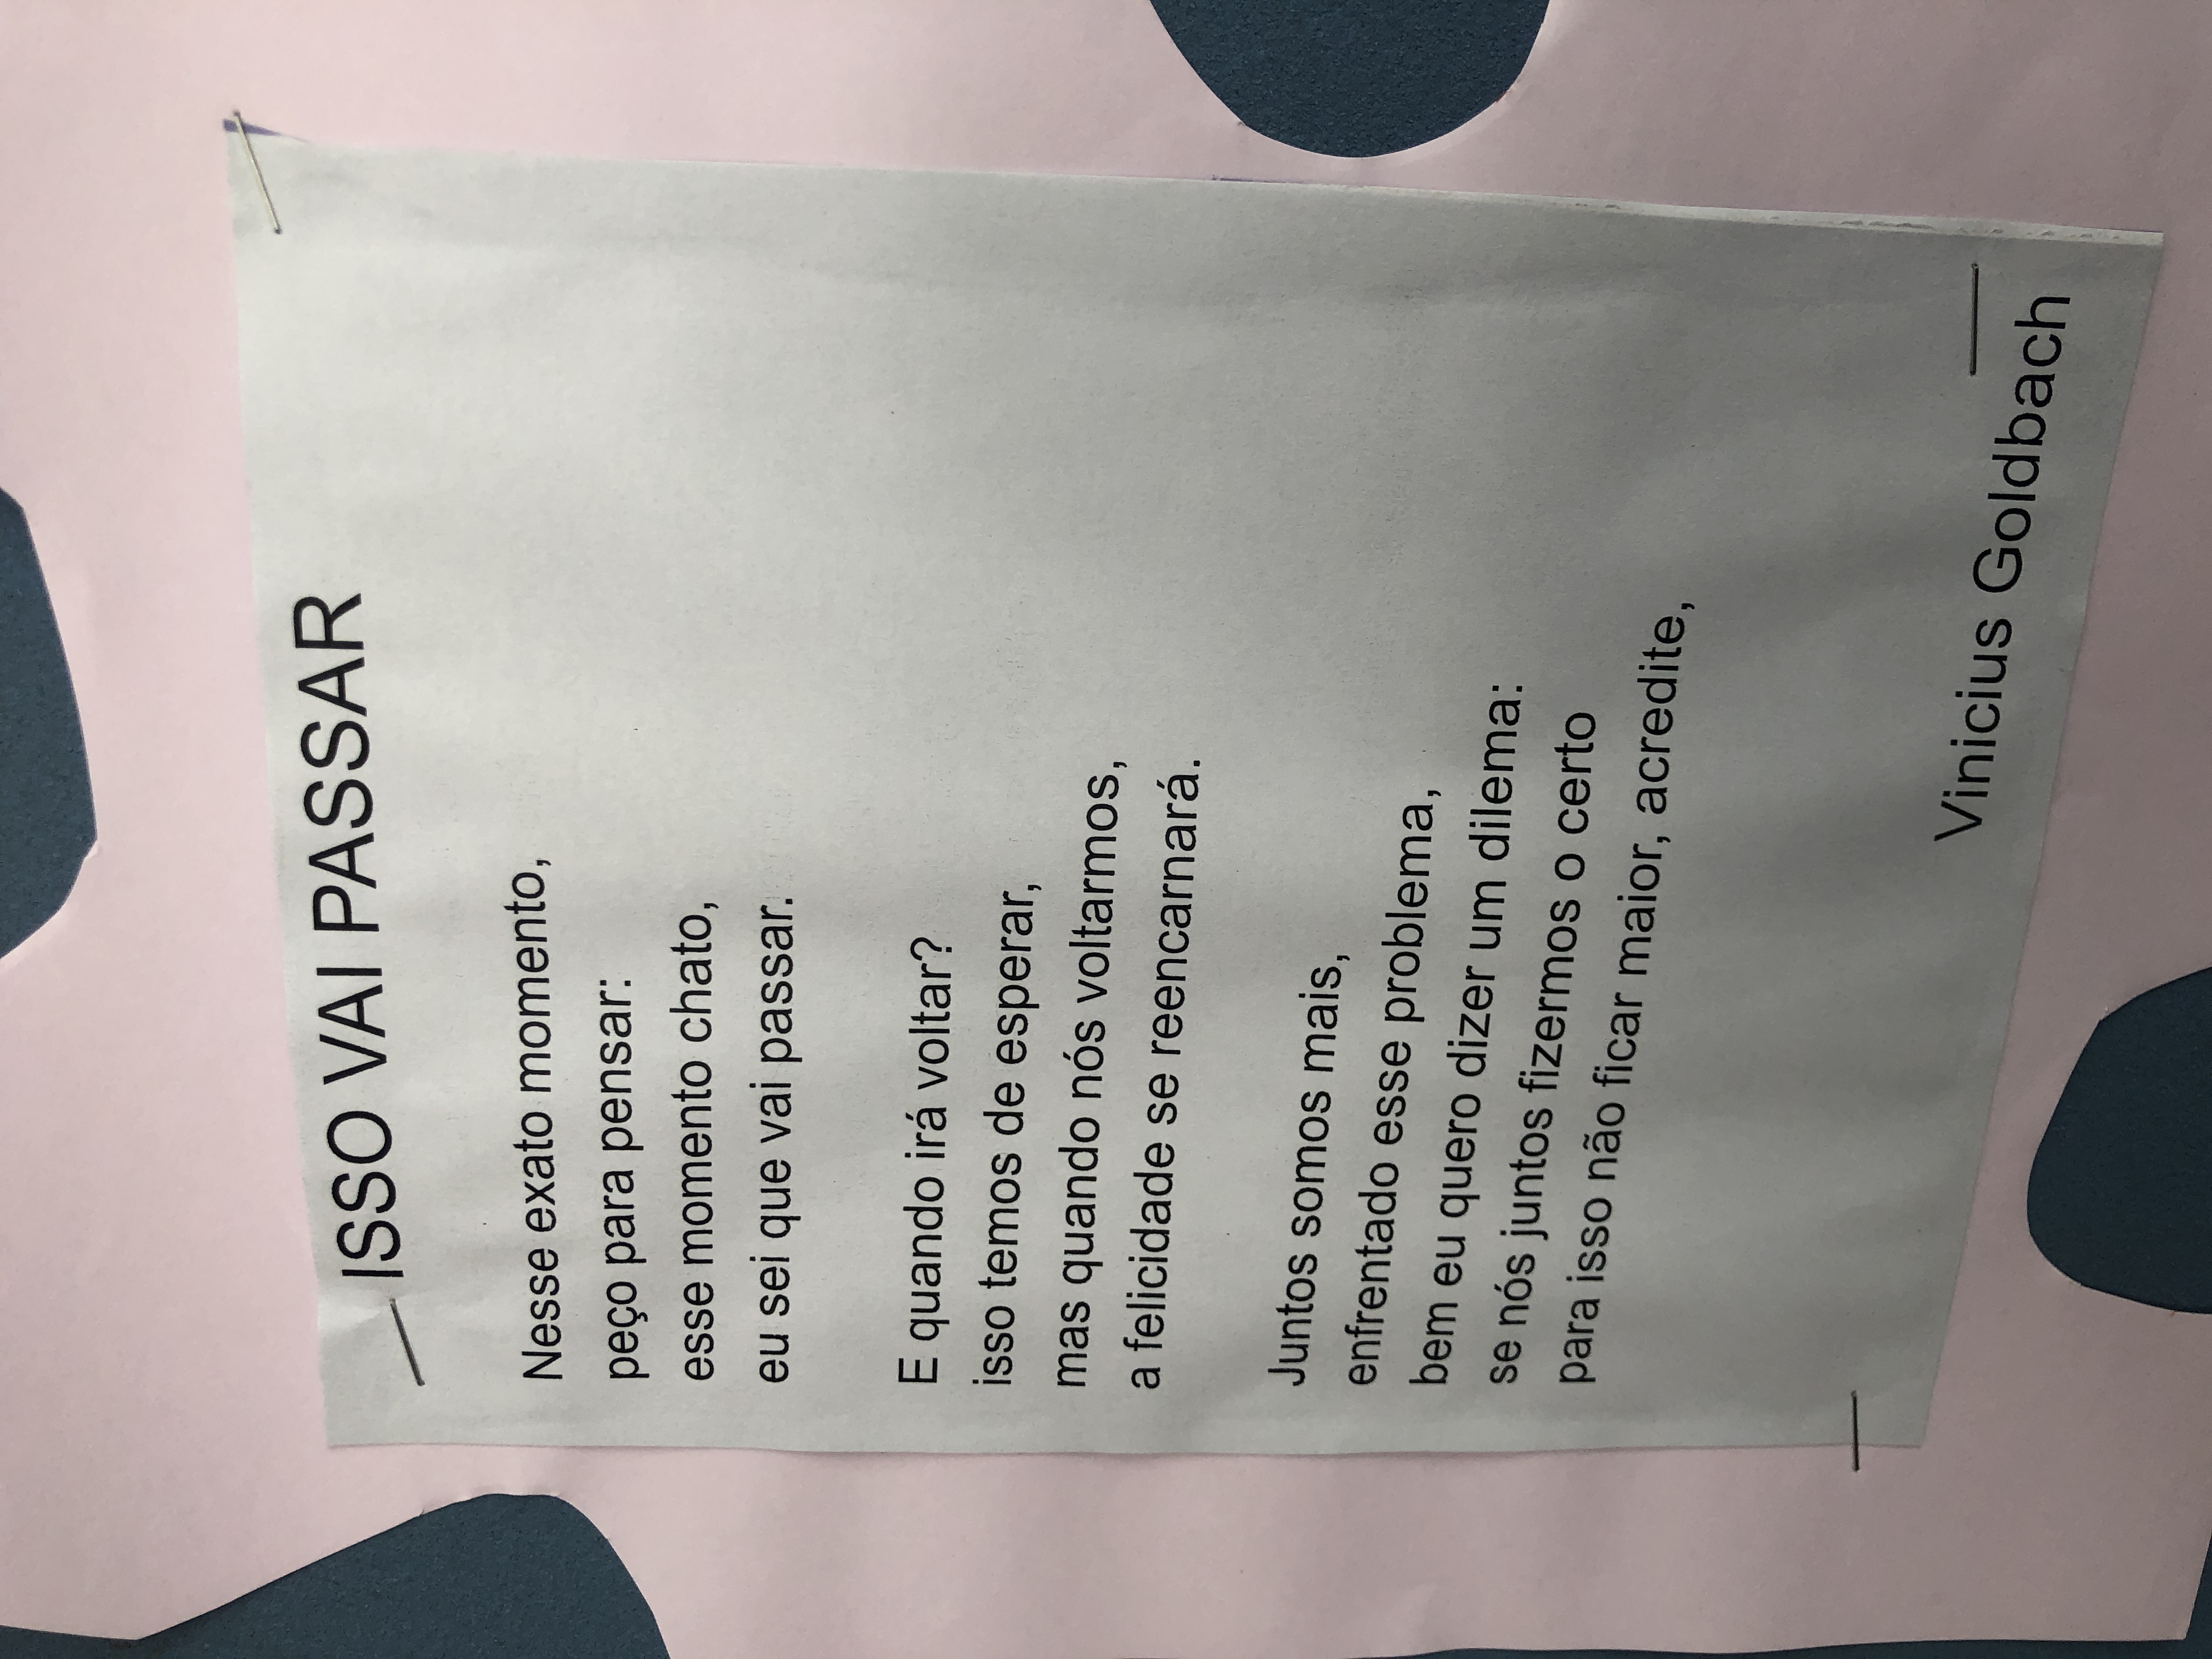 ISSO VAI PASSAR
Nesse exato momento,
peço para pensar:
esse momento chato,
eu sei que vai passar.
E quando irá voltar?
isso temos de esperar,
mas quando nós voltarmos,
a felicidade se reencarnará.
Juntos somos mais,
enfrentado esse problema,
bem eu quero dizer um dilema:
se nós juntos fizermos o certo
para isso não ficar maior, acredite,
Vinicius Goldbach